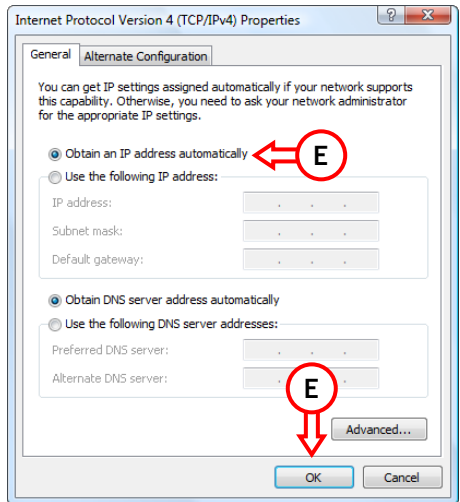 Internet Protocol Version 4 (TCP/IPv4) Properties
?
General Alternate Configuration
You can get IP settings assigned automatically if your network supports
this capability. Otherwise, you need to ask your network administrator
for the appropriate IP settings.
Obtain an IP address automatically E
Use the following IP address:
IP address:
Subnet mask:
Default gateway:
Obtain DNS server address automatically
Use the following DNS server addresses:
Preferred DNS server:
Alternate DNS server:
E
Advanced...
OK Cancel